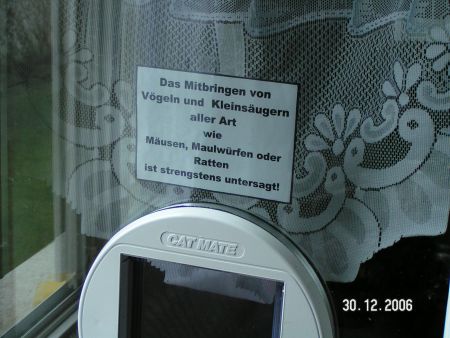 Das Mitbringen von
Vögeln und Kleinsäugern
aller Art
wie
Mäusen, Maulwürfen oder
Ratten
ist strengstens untersagt!
CAT MATE
30.12.2006